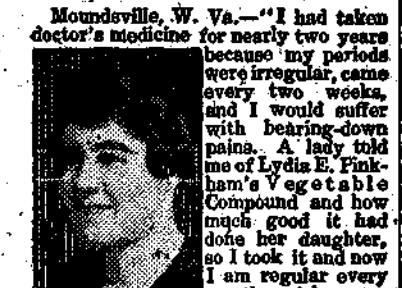 Moundsville, W. Va.—"I had taken
doctor's medicine for nearly two years
because my periods
were irregular, came
every two weeks,
and I would suffer
with bearing-down
pains. A lady told
me of Lydia E. Pink-
ham's Vegetable
Compound and how
much good it had
done her daughter,
so I took it and now
I am regular every